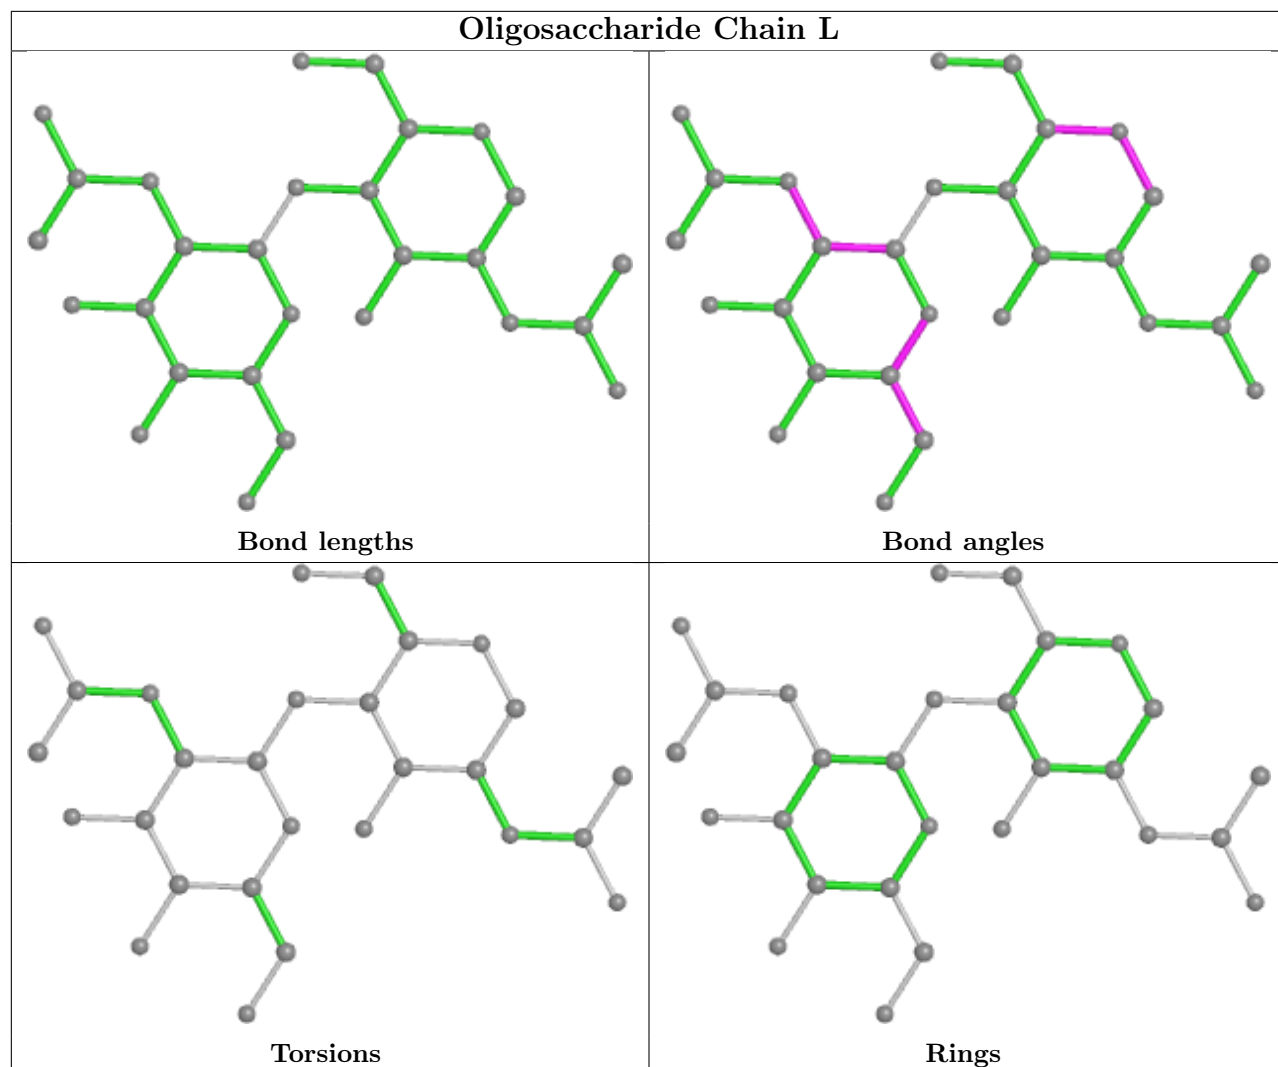 Oligosaccharide Chain L
Bond lengths
Bond angles
Torsions
Rings